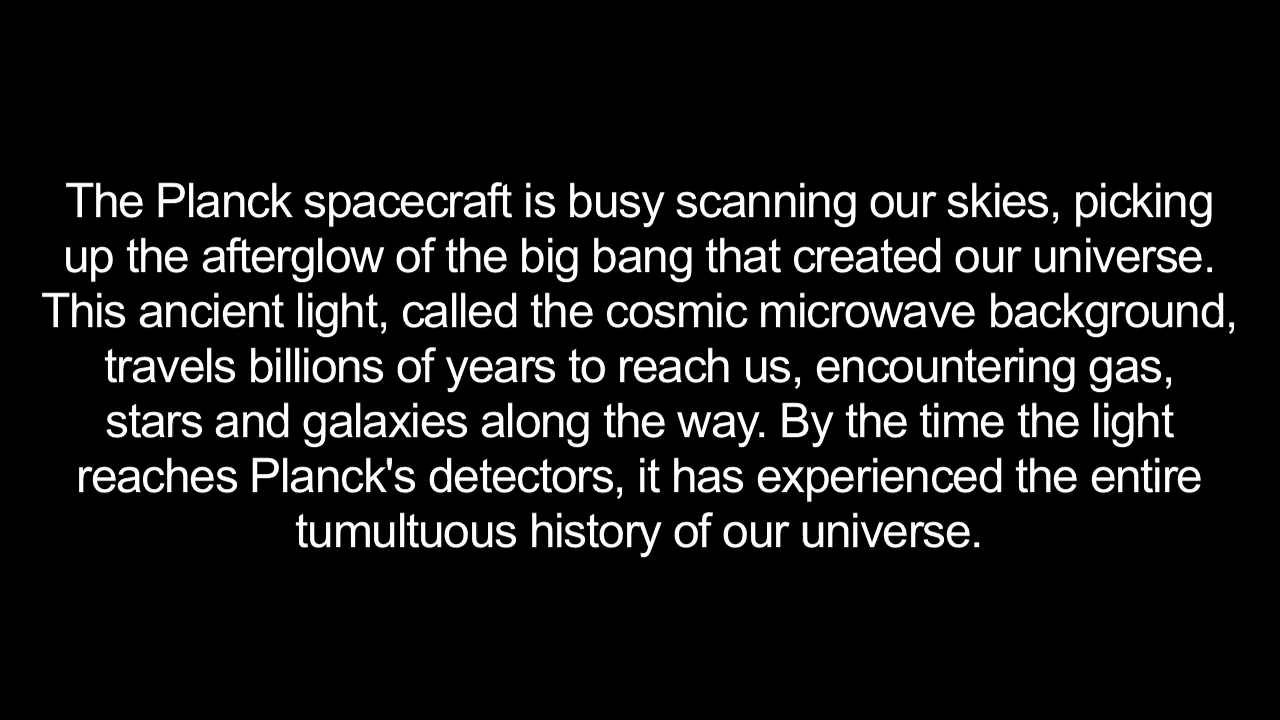 The Planck spacecraft is busy scanning our skies, picking
up the afterglow of the big bang that created our universe.
This ancient light, called the cosmic microwave background,
travels billions of years to reach us, encountering gas,
stars and galaxies along the way. By the time the light
reaches Planck's detectors, it has experienced the entire
tumultuous history of our universe.